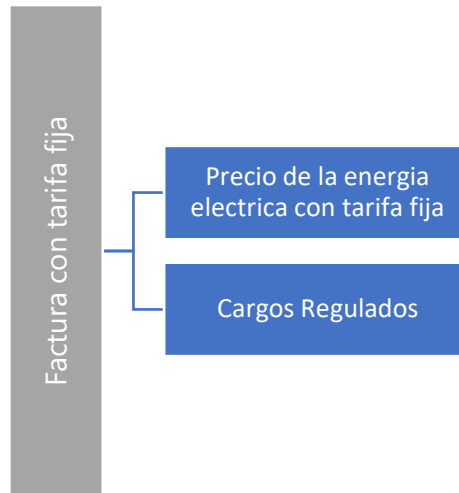 Factura con tarifa fija
Precio de la energia
electrica con tarifa fija
Cargos Regulados